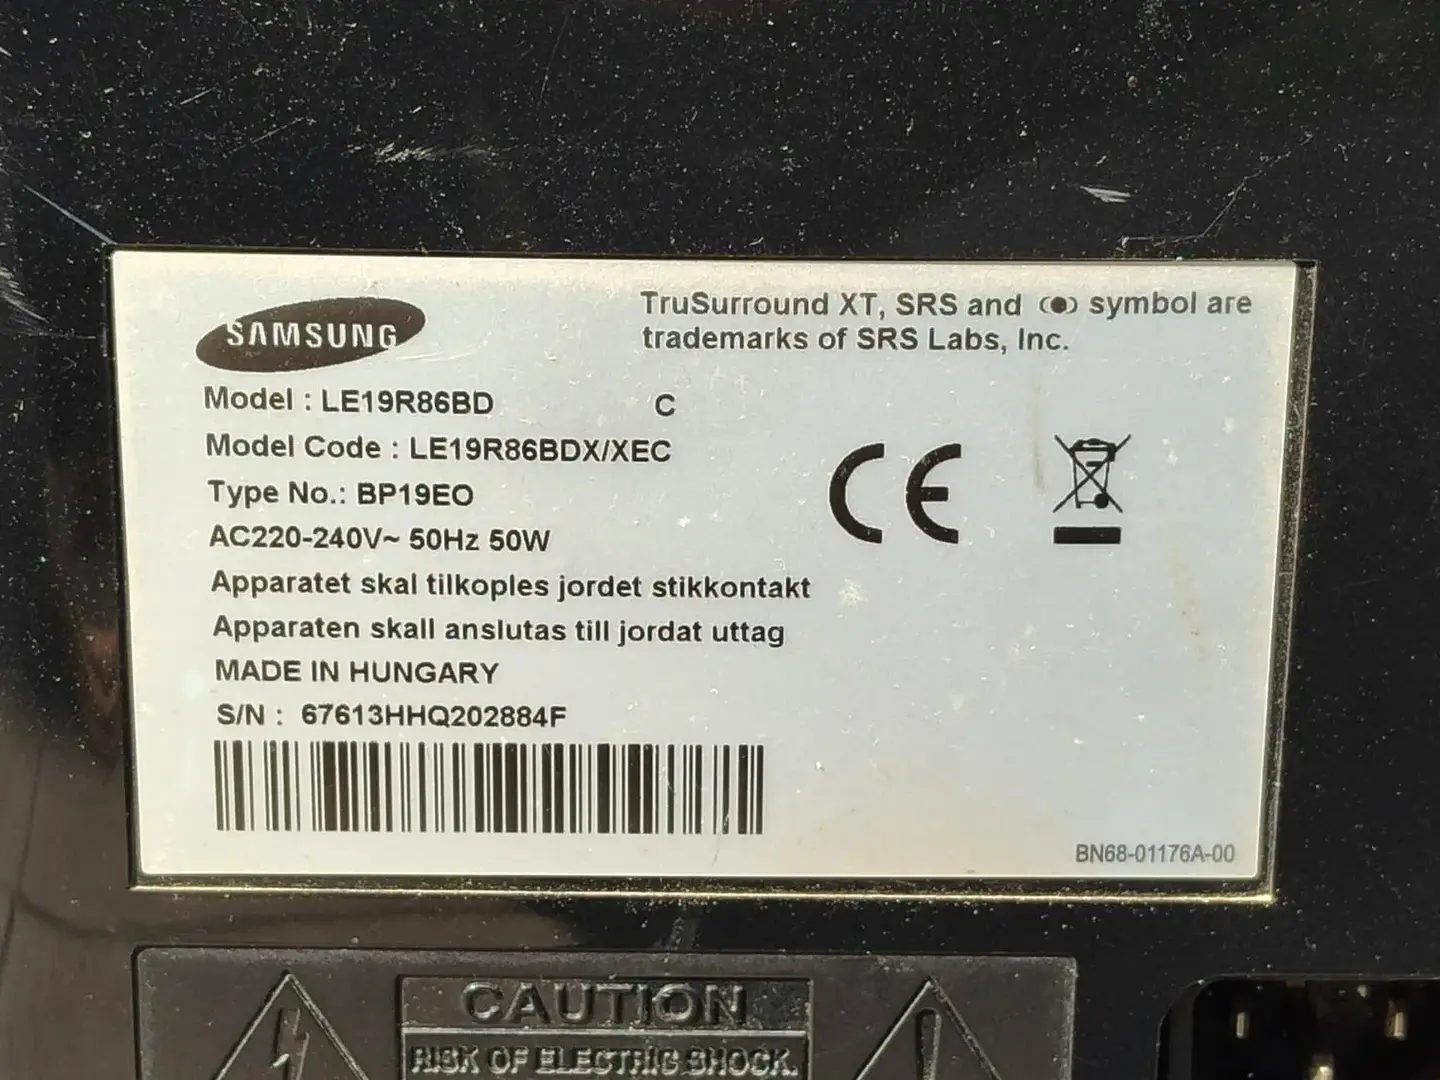 SAMSUNG
TruSurround XT, SRS and symbol are
trademarks of SRS Labs, Inc.
Model : LE19R86BD C
Model Code : LE19R86BDX/XEC
Type No.: BP19EO
AC220-240V~ 50Hz 50W
Apparatet skal tilkoples jordet stikkontakt
Apparaten skall anslutas till jordat uttag
MADE IN HUNGARY
S/N : 67613HHQ202884F
CE
BN68-01176A-00
CAUTION
RISK OF ELECTRIC SHOCK.